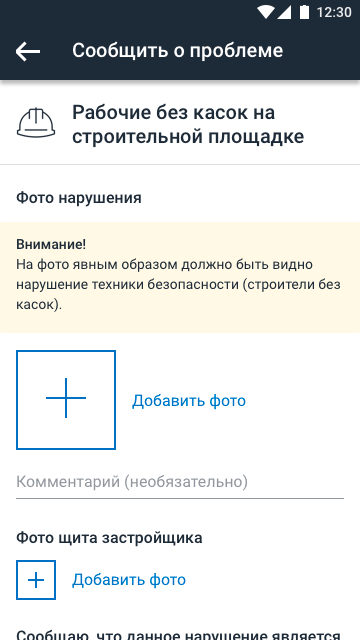 12:30
Сообщить о проблеме
Рабочие без касок на
строительной площадке
Фото нарушения
Внимание!
На фото явным образом должно быть видно
нарушение техники безопасности (строители без
касок).
Добавить фото
Комментарий (необязательно)
Фото щита застройщика
Добавить фото
Сообщаю, что данное нарушение является